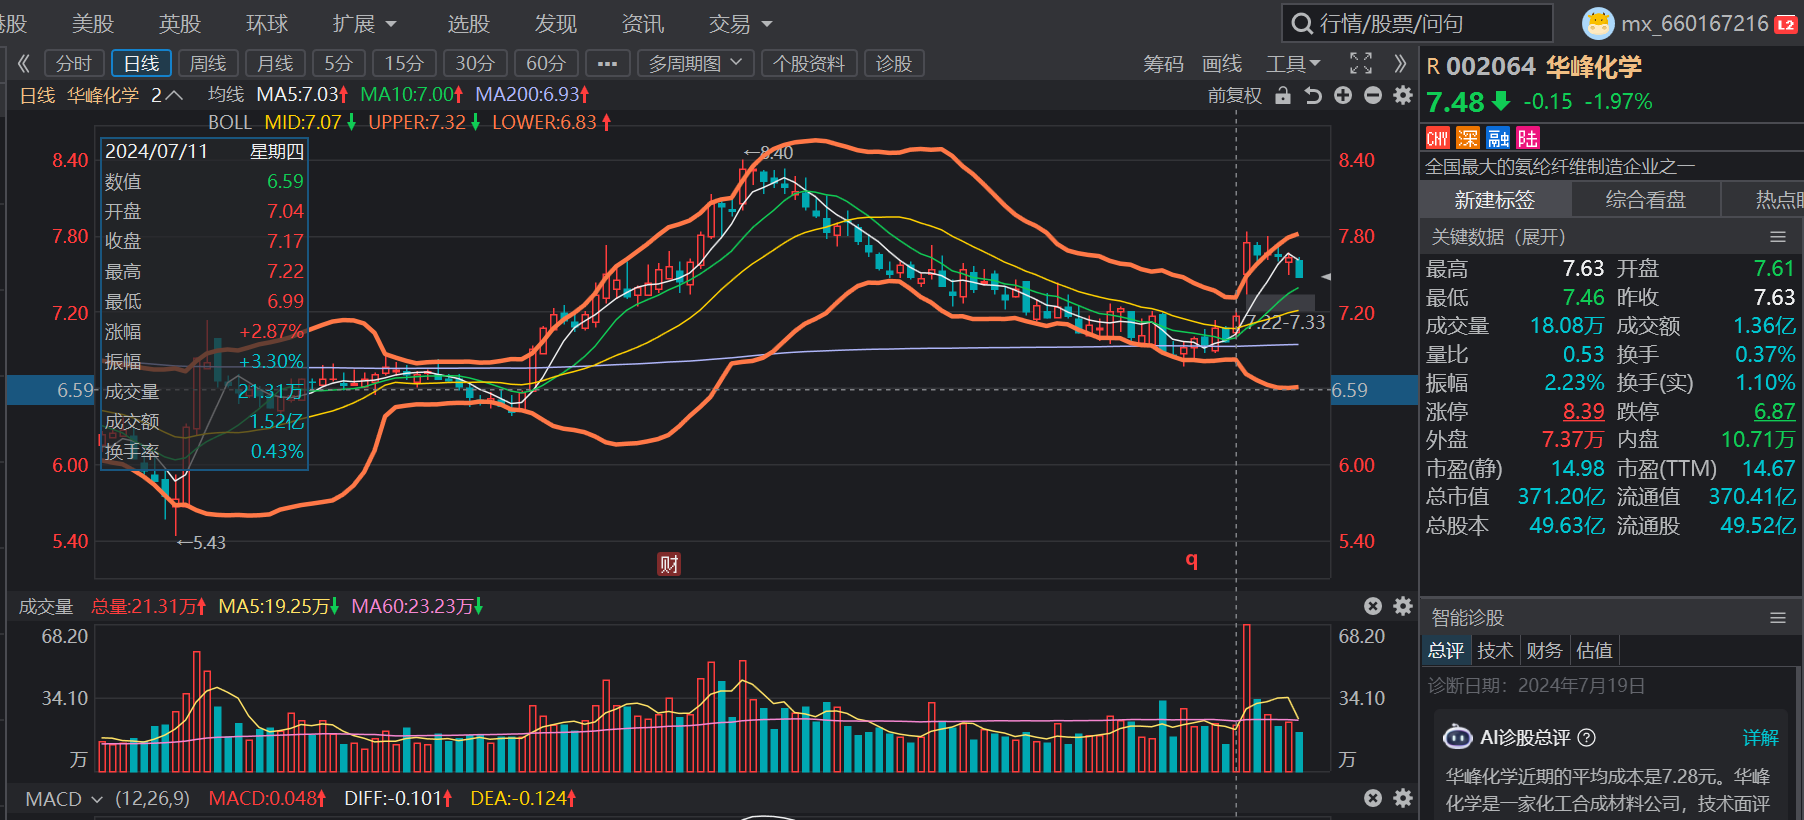 港股 美股 英股 环球 扩展 选股 发现 资讯 交易 行情/股票/问句 mx_660167216 L2
分时 日线 周线 月线 5分 15分 30分 60分 ••• 多周期图 个股资料 诊股 筹码 画线 工具
日线 华峰化学 2 均线 MA5:7.03 MA10:7.00 MA200:6.93 前复权
BOLL MID:7.07 UPPER:7.32 LOWER:6.83
8.40
7.80
7.20
6.59
6.00
5.40
2024/07/11 星期四
数值 6.59
开盘 7.04
收盘 7.17
最高 7.22
最低 6.99
涨幅 +2.87%
振幅 +3.30%
成交量 21.31万
成交额 1.52亿
换手率 0.43%
←8.40
←5.43
7.22-7.33
财
q
8.40
7.80
7.20
6.59
6.00
5.40
成交量 总量:21.31万 MA5:19.25万 MA60:23.23万
68.20 68.20
34.10 34.10
万 万
MACD (12,26,9) MACD:0.048 DIFF:-0.101 DEA:-0.124
R 002064 华峰化学
7.48 -0.15 -1.97%
CNY 深 融 陆
全国最大的氨纶纤维制造企业之一
新建标签 综合看盘 热点
关键数据（展开）
最高 7.63 开盘 7.61
最低 7.46 昨收 7.63
成交量 18.08万 成交额 1.36亿
量比 0.53 换手 0.37%
振幅 2.23% 换手(实) 1.10%
涨停 8.39 跌停 6.87
外盘 7.37万 内盘 10.71万
市盈(静) 14.98 市盈(TTM) 14.67
总市值 371.20亿 流通值 370.41亿
总股本 49.63亿 流通股 49.52亿
智能诊股
总评 技术 财务 估值
诊断日期：2024年7月19日
AI诊股总评 ? 详解
华峰化学近期的平均成本是7.28元。华峰
化学是一家化工合成材料公司，技术面评